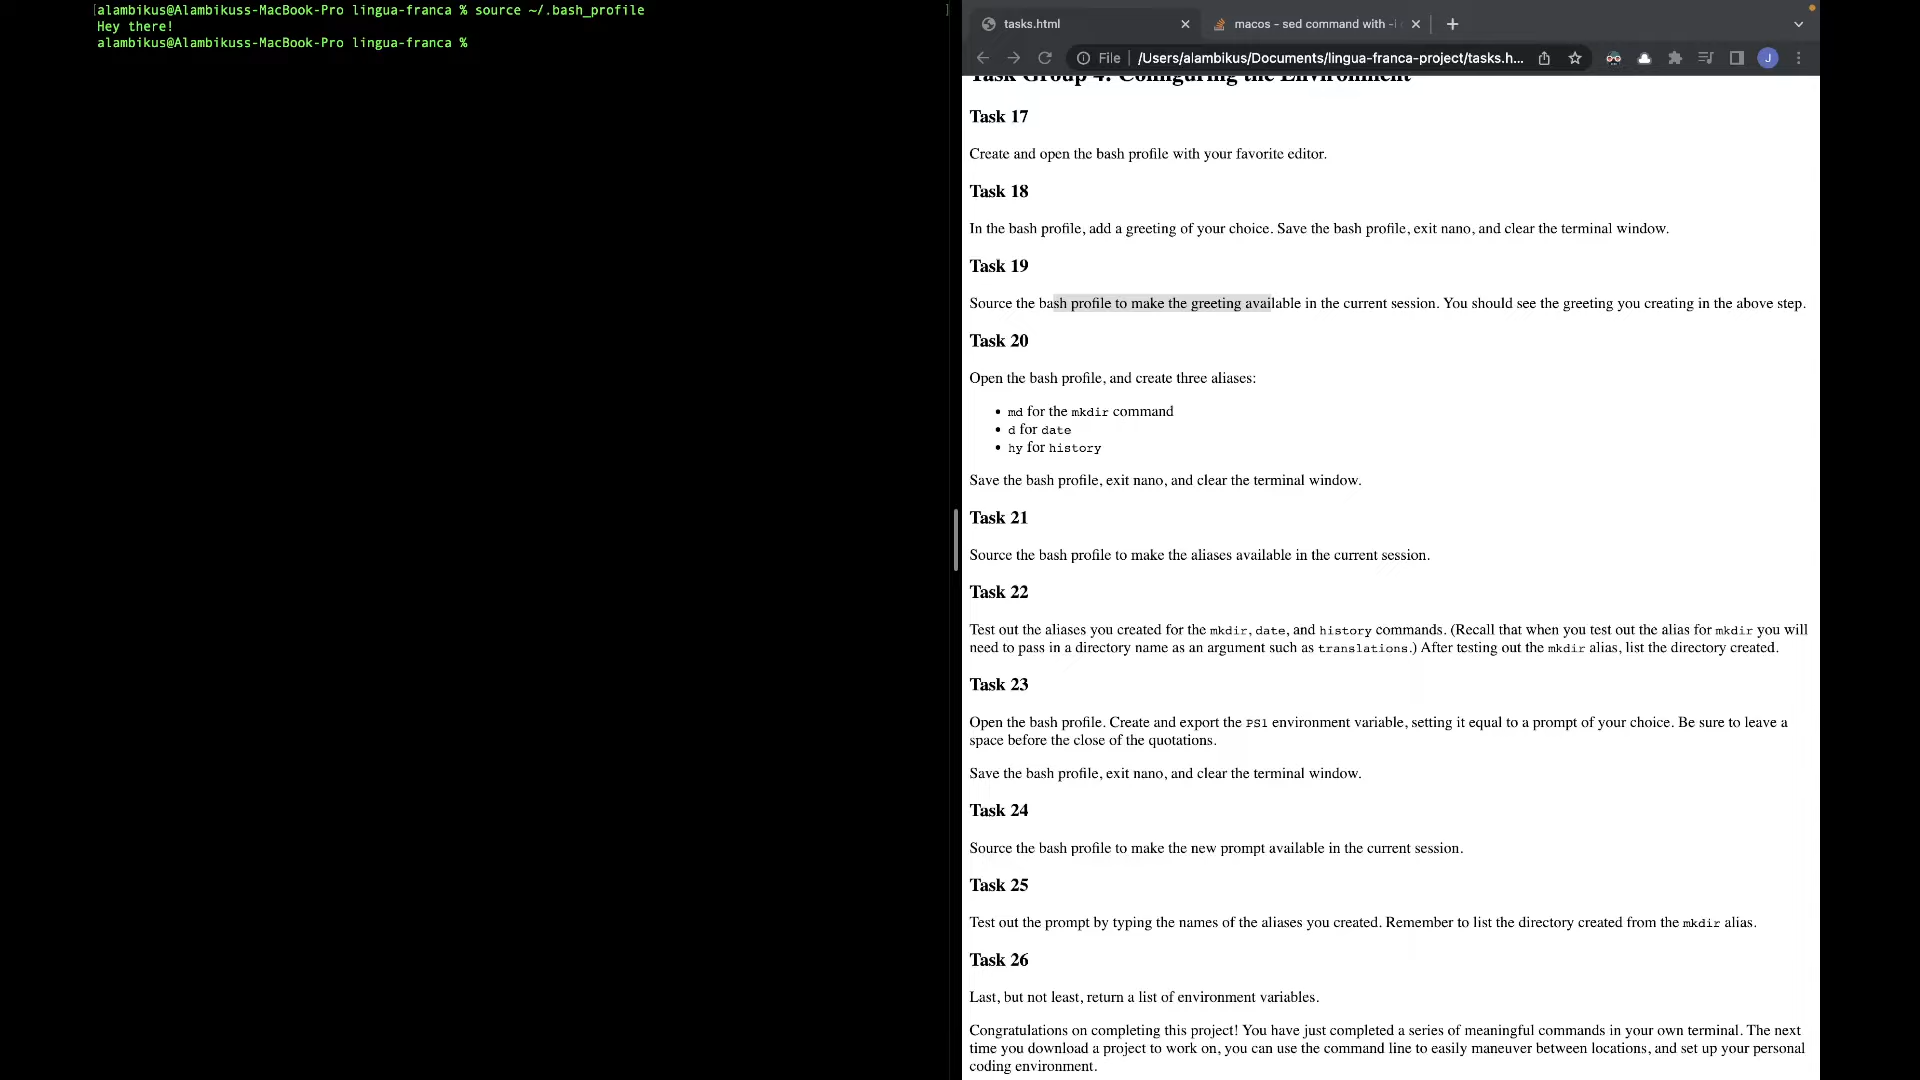 alambikus@Alambikuss-MacBook-Pro lingua-franca % source ~/.bash_profile
Hey there!
alambikus@Alambikuss-MacBook-Pro lingua-franca %
tasks.html
macos - sed command with -i
File
/Users/alambikus/Documents/lingua-franca-project/tasks.h...
J
Task Group 4: Configuring the Environment
Task 17
Create and open the bash profile with your favorite editor.
Task 18
In the bash profile, add a greeting of your choice. Save the bash profile, exit nano, and clear the terminal window.
Task 19
Source the bash profile to make the greeting available in the current session. You should see the greeting you creating in the above step.
Task 20
Open the bash profile, and create three aliases:
• md for the mkdir command
• d for date
• hy for history
Save the bash profile, exit nano, and clear the terminal window.
Task 21
Source the bash profile to make the aliases available in the current session.
Task 22
Test out the aliases you created for the mkdir, date, and history commands. (Recall that when you test out the alias for mkdir you will
need to pass in a directory name as an argument such as translations.) After testing out the mkdir alias, list the directory created.
Task 23
Open the bash profile. Create and export the PS1 environment variable, setting it equal to a prompt of your choice. Be sure to leave a
space before the close of the quotations.
Save the bash profile, exit nano, and clear the terminal window.
Task 24
Source the bash profile to make the new prompt available in the current session.
Task 25
Test out the prompt by typing the names of the aliases you created. Remember to list the directory created from the mkdir alias.
Task 26
Last, but not least, return a list of environment variables.
Congratulations on completing this project! You have just completed a series of meaningful commands in your own terminal. The next
time you download a project to work on, you can use the command line to easily maneuver between locations, and set up your personal
coding environment.